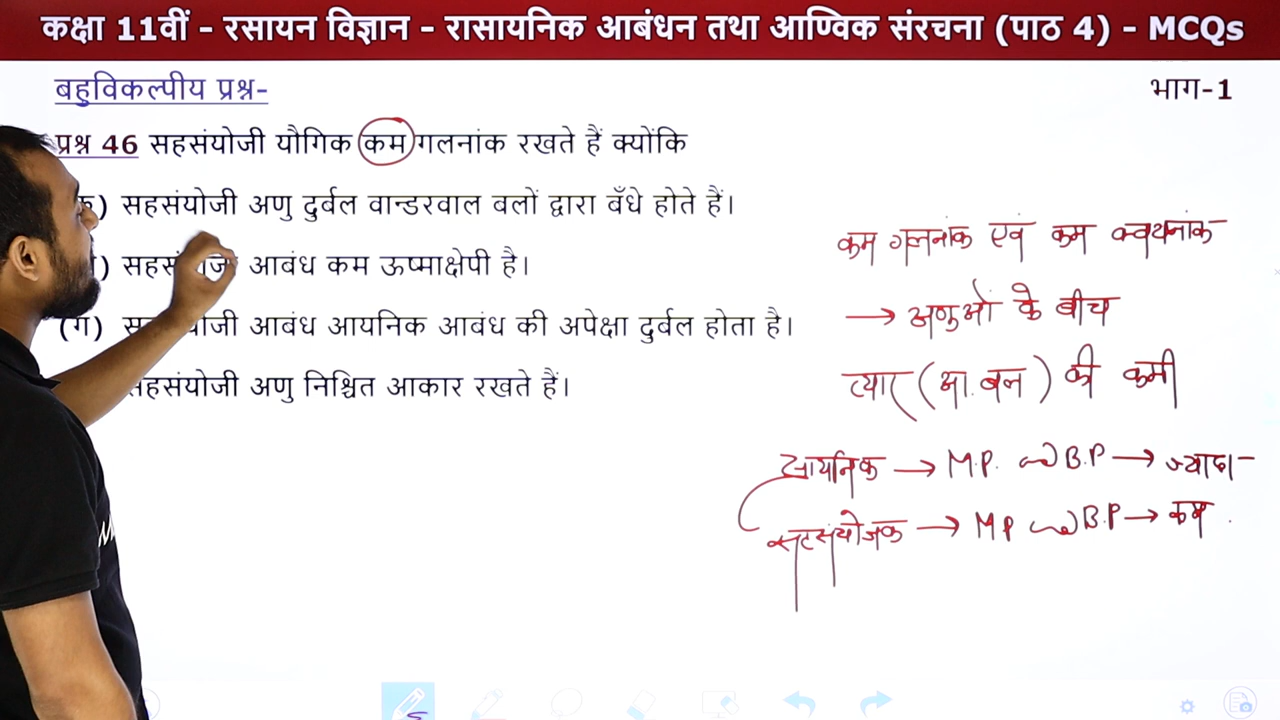 कक्षा 11वीं - रसायन विज्ञान - रासायनिक आबंधन तथा आण्विक संरचना (पाठ 4) - MCQs
बहुविकल्पीय प्रश्न-
भाग-1
प्रश्न 46 सहसंयोजी यौगिक कम गलनांक रखते हैं क्योंकि
) सहसंयोजी अणु दुर्बल वान्डरवाल बलों द्वारा बँधे होते हैं।
) आबंध कम ऊष्माक्षेपी है।
(ग) आबंध आयनिक आबंध की अपेक्षा दुर्बल होता है।
सहसंयोजी अणु निश्चित आकार रखते हैं।
कम गलनांक एवं कम क्वथनांक
→ अणुओं के बीच
प्यार (आ. बल) की कमी
आयनिक → M.P. B.P → ज्यादा
सहसंयोजक → M.P B.P → कम